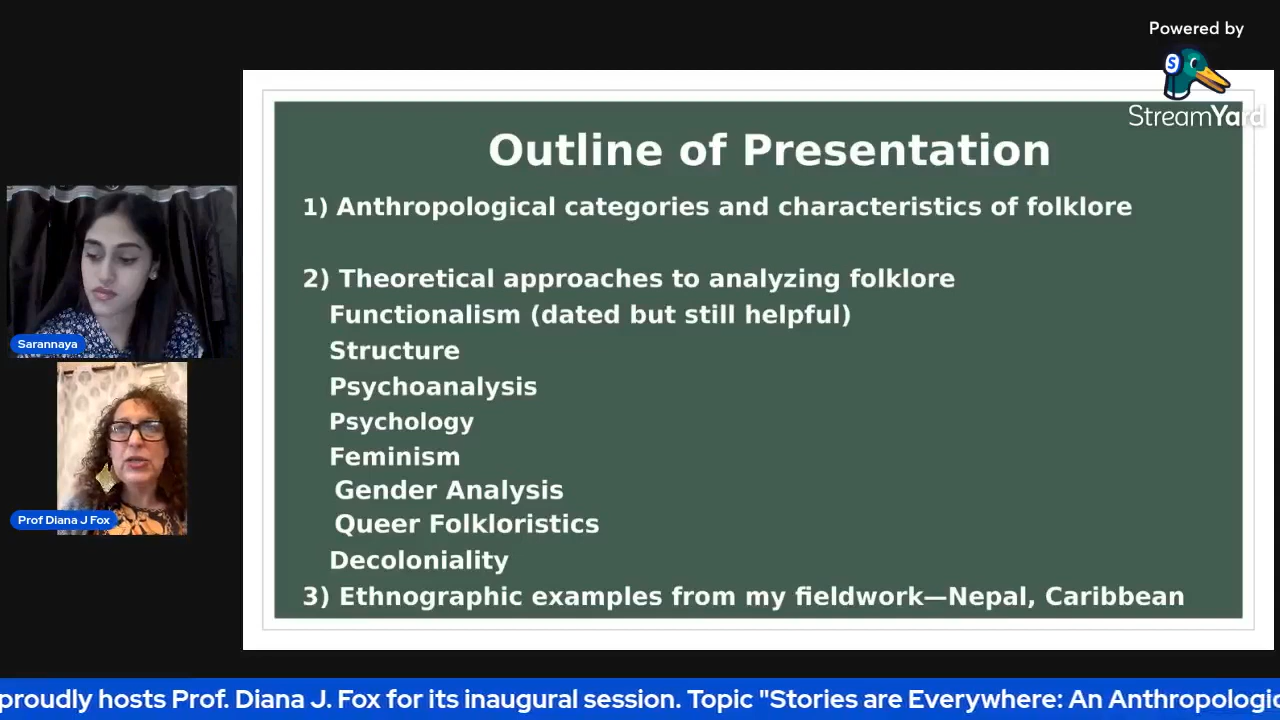 Powered by
StreamYard
Outline of Presentation
1) Anthropological categories and characteristics of folklore
2) Theoretical approaches to analyzing folklore
Functionalism (dated but still helpful)
Structure
Psychoanalysis
Psychology
Feminism
Gender Analysis
Queer Folkloristics
Decoloniality
3) Ethnographic examples from my fieldwork—Nepal, Caribbean
Sarannaya
Prof Diana J Fox
proudly hosts Prof. Diana J. Fox for its inaugural session. Topic "Stories are Everywhere: An Anthropologic